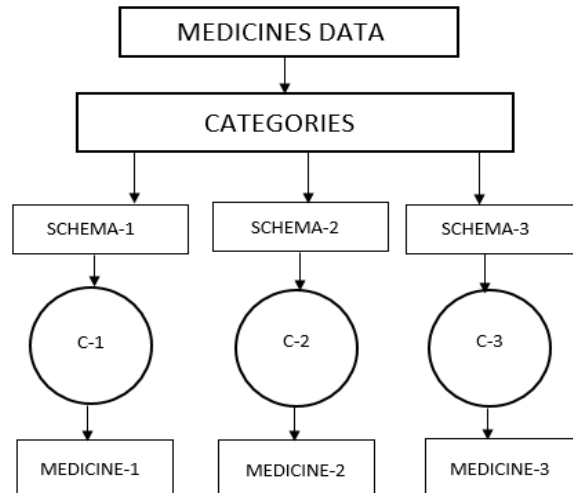 MEDICINES DATA
CATEGORIES
SCHEMA-1
SCHEMA-2
SCHEMA-3
C-1
C-2
C-3
MEDICINE-1
MEDICINE-2
MEDICINE-3